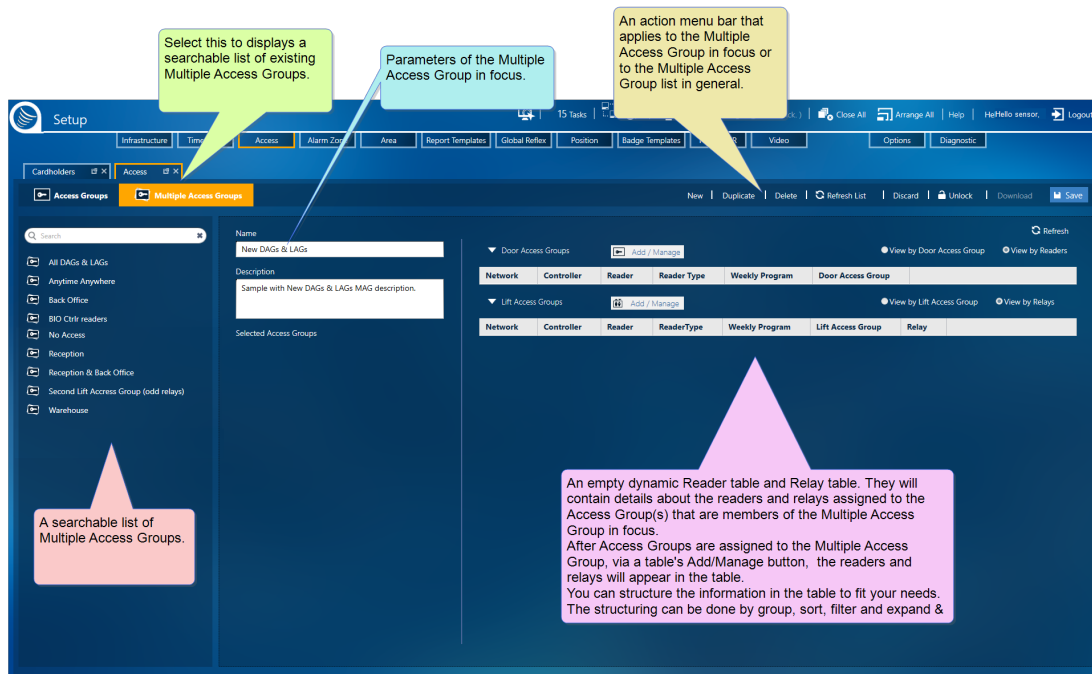 An action menu bar that
applies to the Multiple
Access Group in focus or
to the Multiple Access
Group list in general.
Select this to displays a
searchable list of existing
Multiple Access Groups.
Parameters of the Multiple
Access Group in focus.
Setup
15 Tasks
Close All
Arrange All
Help
HelHello sensor,
Logout
Infrastructure
Time
Access
Alarm Zone
Area
Report Templates
Global Reflex
Position
Badge Templates
Video
Options
Diagnostic
Cardholders
Access
Access Groups
Multiple Access Groups
New
Duplicate
Delete
Refresh List
Discard
Unlock
Download
Save
Search
All DAGs & LAGs
Anytime Anywhere
Back Office
BIO Ctrlr readers
No Access
Reception
Reception & Back Office
Second Lift Accress Group (odd relays)
Warehouse
Name
New DAGs & LAGs
Description
Sample with New DAGs & LAGs MAG description.
Selected Access Groups
Refresh
Door Access Groups
Add / Manage
View by Door Access Group
View by Readers
Network Controller Reader Reader Type Weekly Program Door Access Group
Lift Access Groups
Add / Manage
View by Lift Access Group
View by Relays
Network Controller Reader ReaderType Weekly Program Lift Access Group Relay
A searchable list of
Multiple Access Groups.
An empty dynamic Reader table and Relay table. They will
contain details about the readers and relays assigned to the
Access Group(s) that are members of the Multiple Access
Group in focus.
After Access Groups are assigned to the Multiple Access
Group, via a table's Add/Manage button, the readers and
relays will appear in the table.
You can structure the information in the table to fit your needs.
The structuring can be done by group, sort, filter and expand &